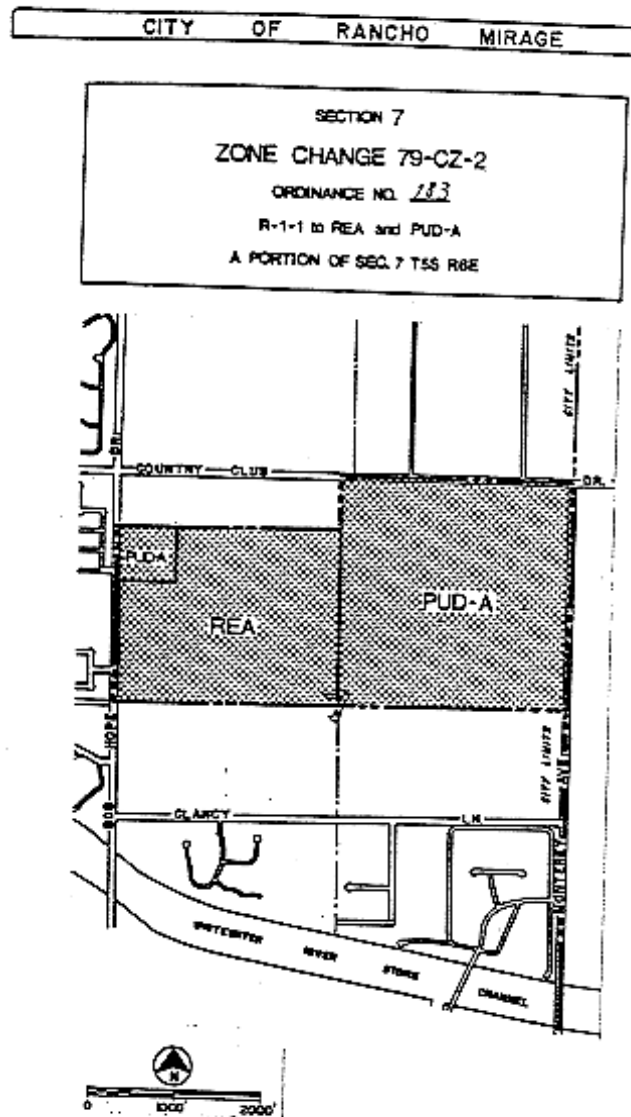 CITY OF RANCHO MIRAGE
SECTION 7
ZONE CHANGE 79-CZ-2
ORDINANCE NO. 183
R-1-1 to REA and PUD-A
A PORTION OF SEC. 7 T5S R6E
CITY LIMITS
DR.
COUNTRY CLUB
DR.
PUD-A
REA
PUD-A
HOPE
BOB
CITY LIMITS
AVE
MONTEREY
CLANCY LN.
WHITEWATER RIVER STORM CHANNEL
N
0 1000' 2000'